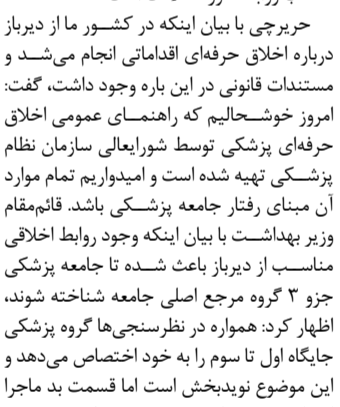 حریرچی با بیان اینکه در کشور ما از دیرباز
درباره اخلاق حرفه‌ای اقداماتی انجام می‌شد و
مستندات قانونی در این باره وجود داشت، گفت:
امروز خوشحالیم که راهنمای عمومی اخلاق
حرفه‌ای پزشکی توسط شورایعالی سازمان نظام
پزشکی تهیه شده است و امیدواریم تمام موارد
آن مبنای رفتار جامعه پزشکی باشد. قائم‌مقام
وزیر بهداشت با بیان اینکه وجود روابط اخلاقی
مناسب از دیرباز باعث شده تا جامعه پزشکی
جزو ۳ گروه مرجع اصلی جامعه شناخته شوند،
اظهار کرد: همواره در نظرسنجی‌ها گروه پزشکی
جایگاه اول تا سوم را به خود اختصاص می‌دهد و
این موضوع نویدبخش است اما قسمت بد ماجرا